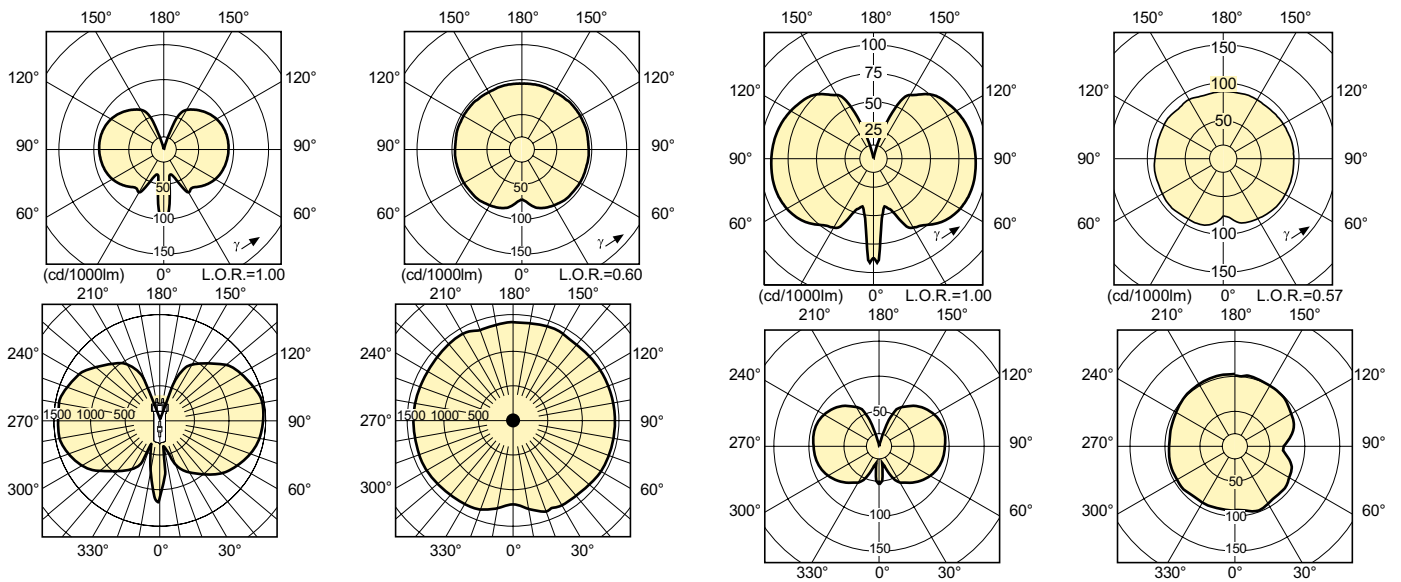 150° 180° 150° 150° 180° 150° 150° 180° 150° 150° 180° 150°
100 150
120° 120° 120° 120° 75 120° 120° 100 120°
50
25 50
90° 90° 90° 90° 90° 90° 90° 90°
50 50
60° 60° 60° 60° 60° 60° 60° 60°
100 100 100
γ γ γ γ
150 150 150
(cd/1000lm) 0° L.O.R.=1.00 (cd/1000lm) 0° L.O.R.=0.60 (cd/1000lm) 0° L.O.R.=1.00 (cd/1000lm) 0° L.O.R.=0.57
210° 180° 150° 210° 180° 150° 210° 180° 150° 210° 180° 150°
240° 120° 240° 120° 240° 120° 240° 120°
50
270° 1500 1000 500 90° 270° 1500 1000 500 90° 270° 90° 270° 90°
50
300° 60° 300° 60° 300° 100 60° 300° 100 60°
150 150
330° 0° 30° 330° 0° 30° 330° 0° 30° 330° 0° 30°